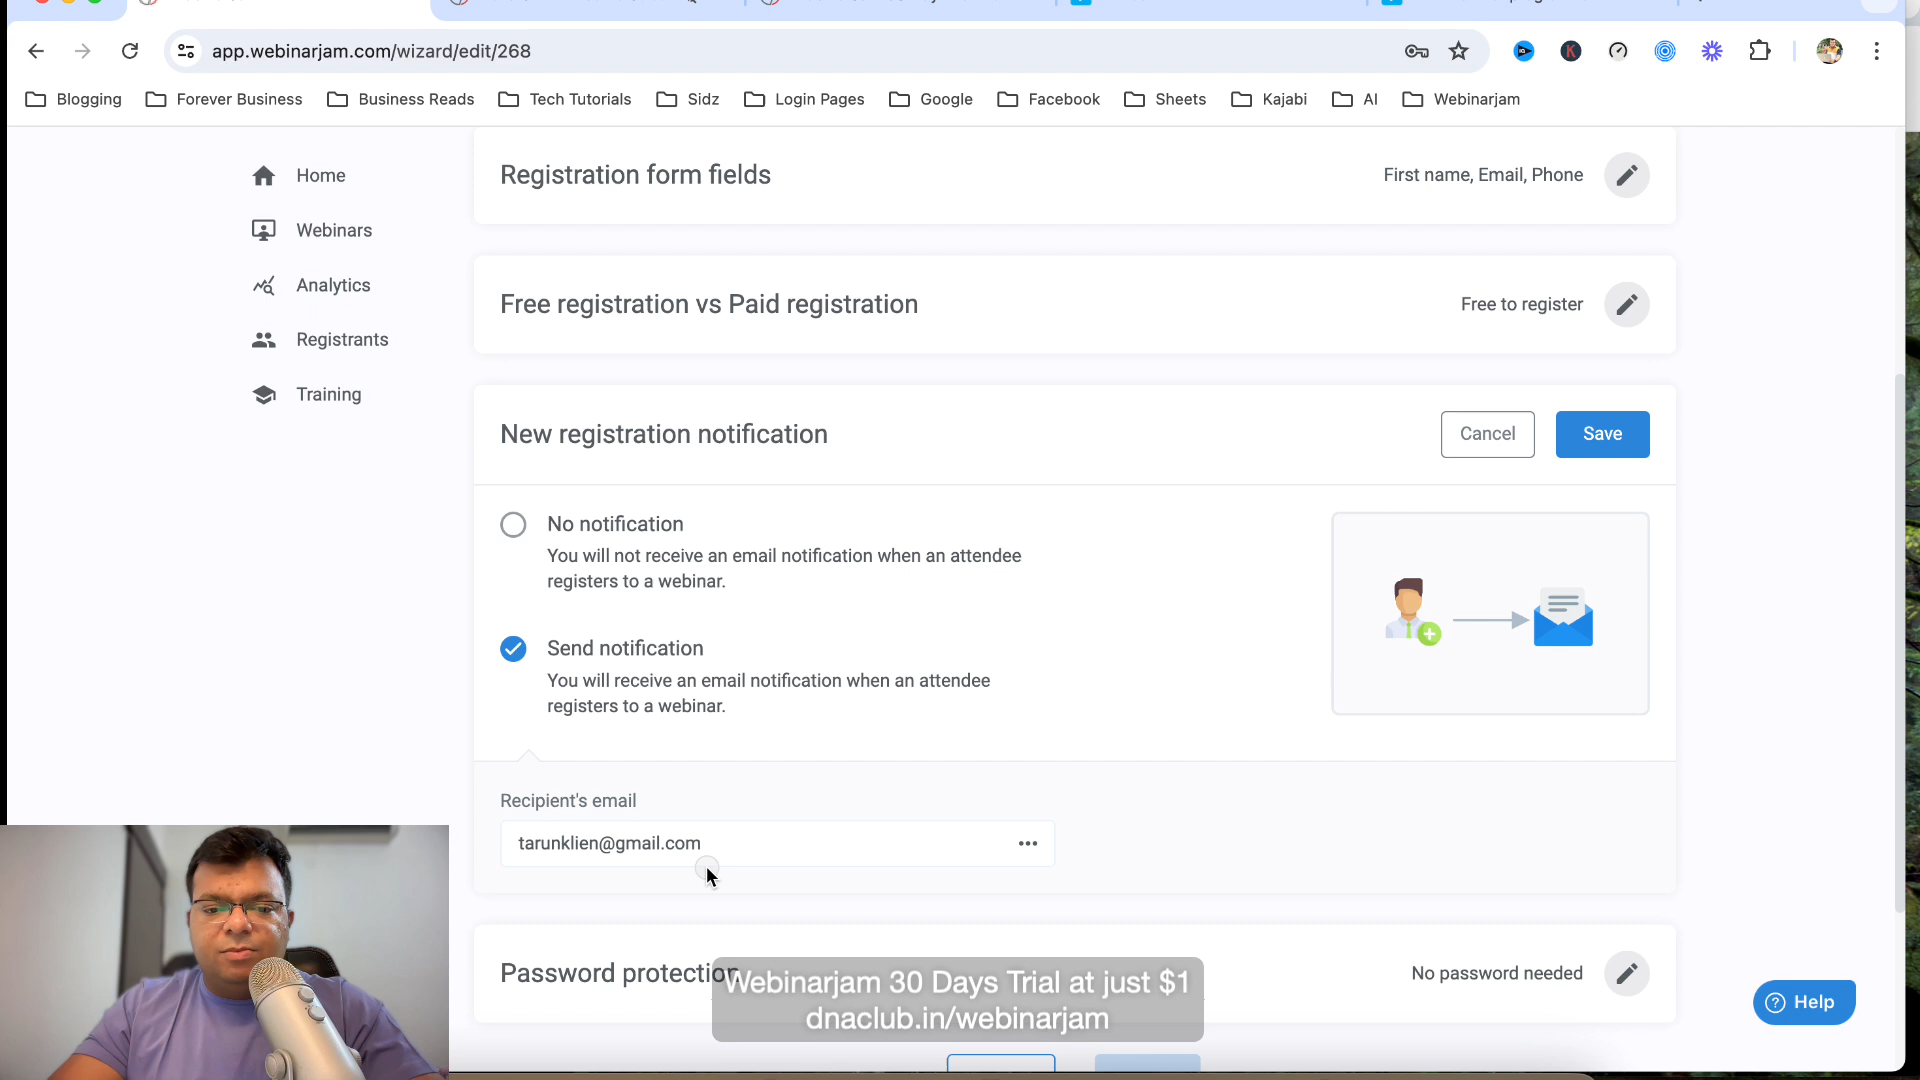 app.webinarjam.com/wizard/edit/268
Blogging
Forever Business
Business Reads
Tech Tutorials
Sidz
Login Pages
Google
Facebook
Sheets
Kajabi
AI
Webinarjam
Home
Webinars
Analytics
Registrants
Training
Registration form fields
First name, Email, Phone
Free registration vs Paid registration
Free to register
New registration notification
Cancel
Save
No notification
You will not receive an email notification when an attendee
registers to a webinar.
Send notification
You will receive an email notification when an attendee
registers to a webinar.
Recipient's email
tarunklien@gmail.com
Password protection
No password needed
Webinarjam 30 Days Trial at just $1
dnaclub.in/webinarjam
Help